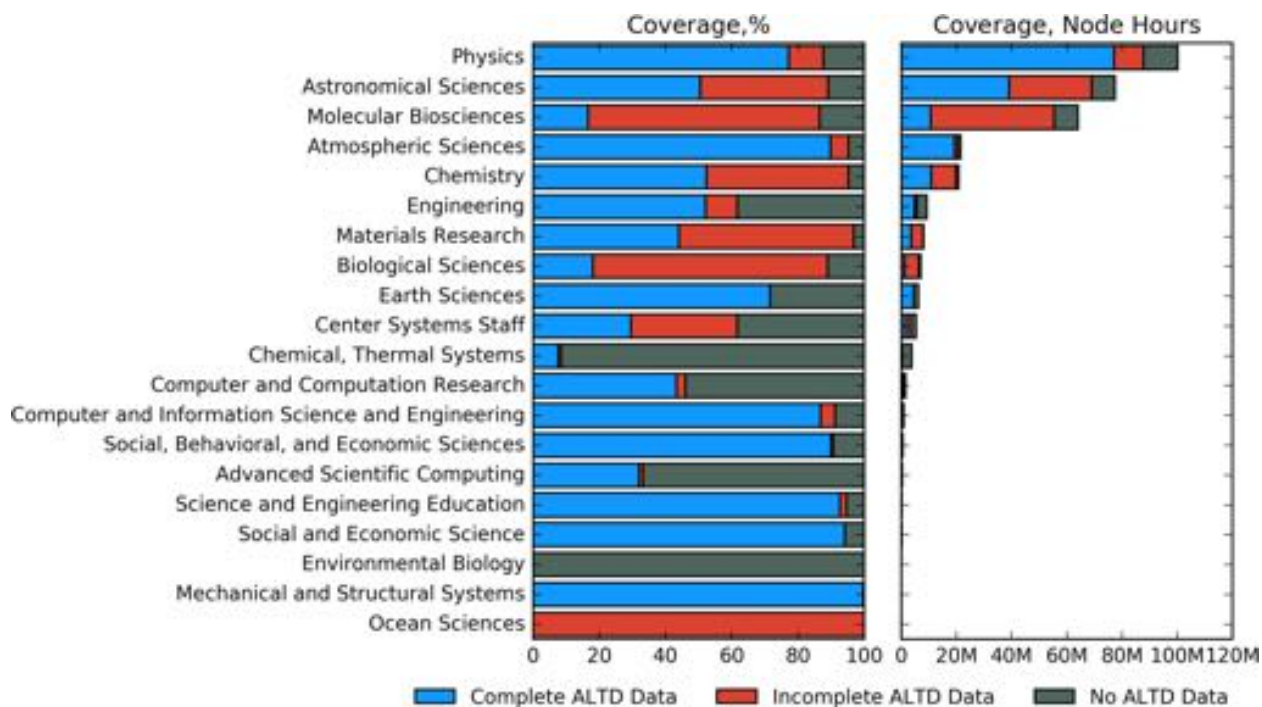 Coverage,% Coverage, Node Hours
Physics
Astronomical Sciences
Molecular Biosciences
Atmospheric Sciences
Chemistry
Engineering
Materials Research
Biological Sciences
Earth Sciences
Center Systems Staff
Chemical, Thermal Systems
Computer and Computation Research
Computer and Information Science and Engineering
Social, Behavioral, and Economic Sciences
Advanced Scientific Computing
Science and Engineering Education
Social and Economic Science
Environmental Biology
Mechanical and Structural Systems
Ocean Sciences
0 20 40 60 80 100 0 20M 40M 60M 80M 100M120M
Complete ALTD Data Incomplete ALTD Data No ALTD Data